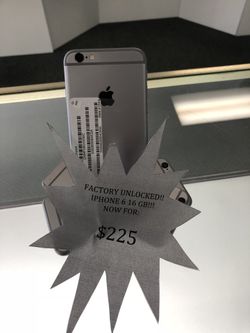 FACTORY UNLOCKED!!
IPHONE 6 16 GB!!!
NOW FOR:
$225